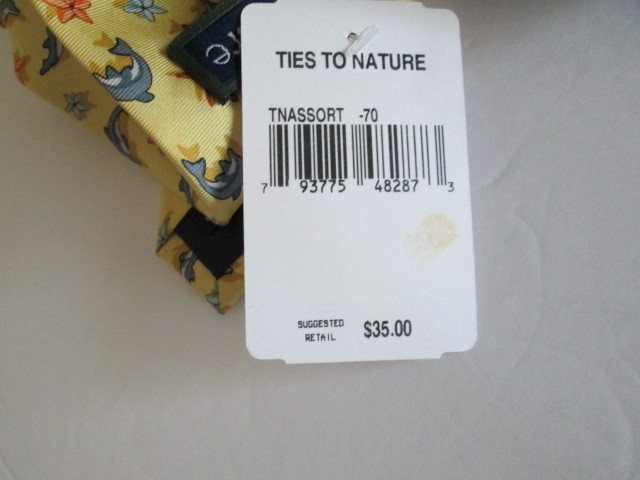 TIES TO NATURE
TNASSORT -70
7 93775 48287 3
SUGGESTED
RETAIL $35.00